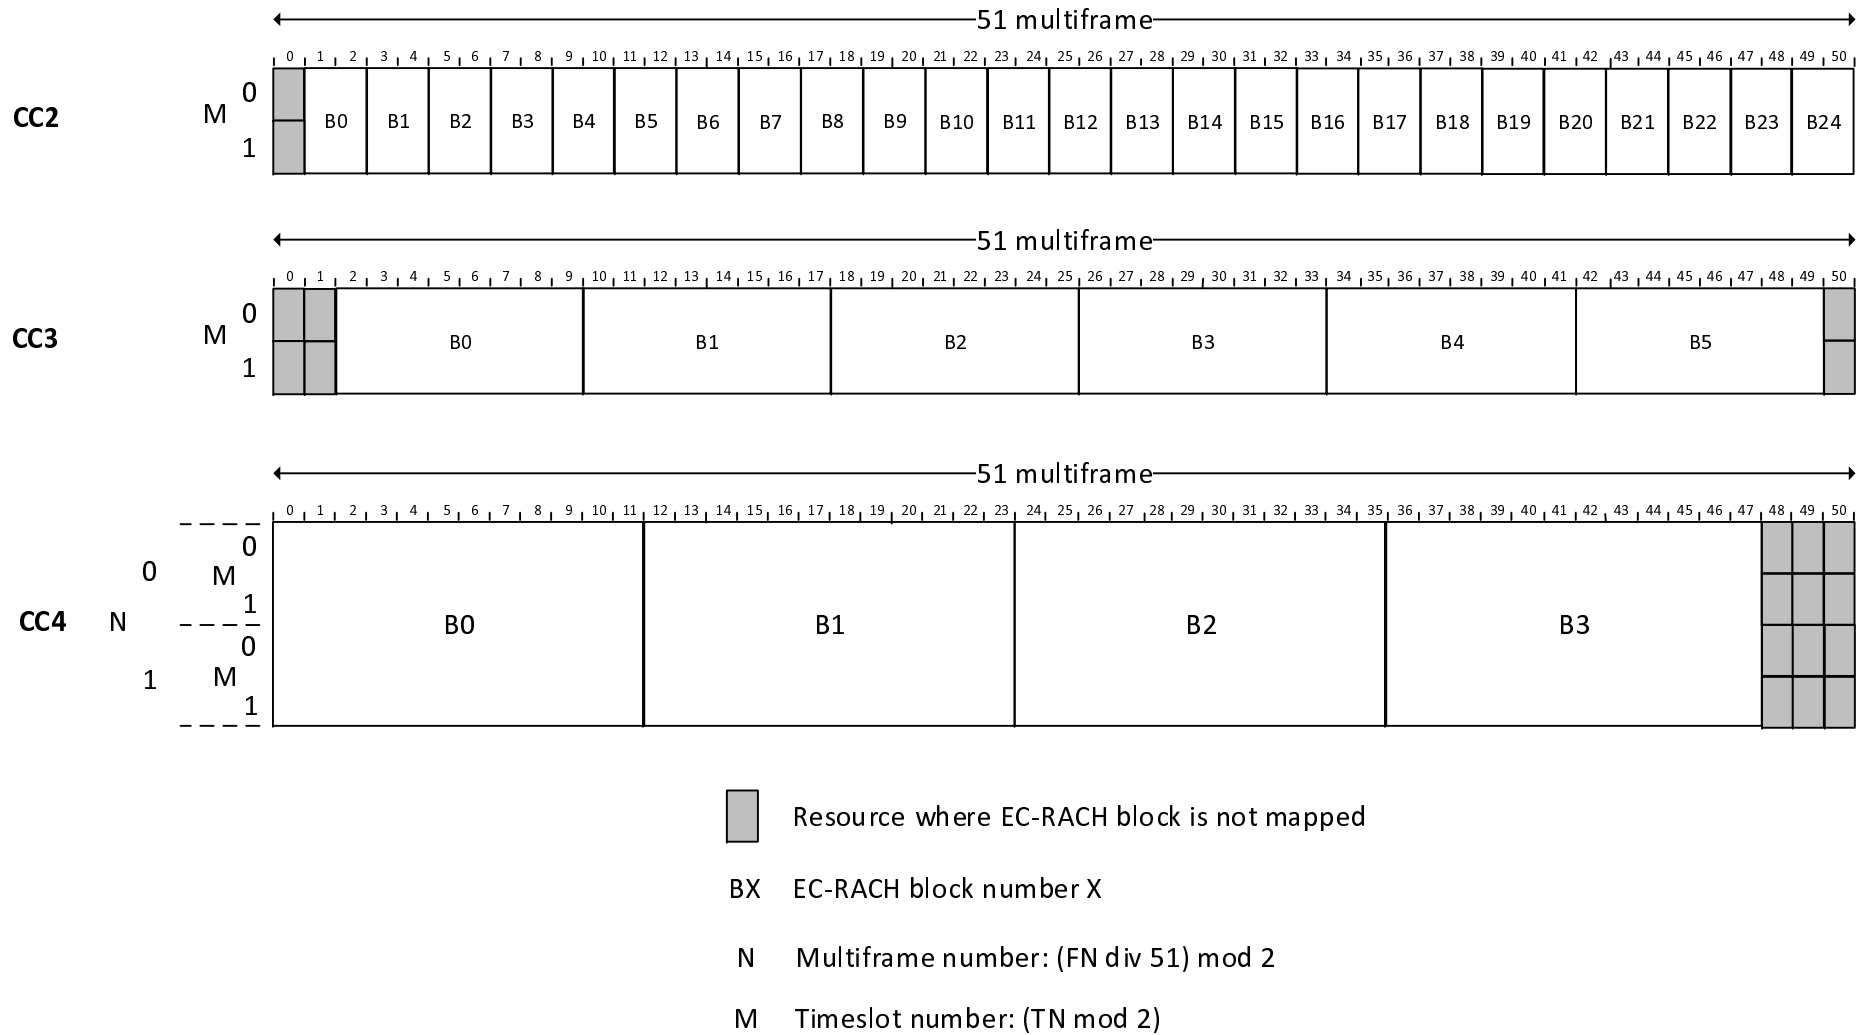 51 multiframe
0 1 2 3 4 5 6 7 8 9 10 11 12 13 14 15 16 17 18 19 20 21 22 23 24 25 26 27 28 29 30 31 32 33 34 35 36 37 38 39 40 41 42 43 44 45 46 47 48 49 50
0
CC2 M B0 B1 B2 B3 B4 B5 B6 B7 B8 B9 B10 B11 B12 B13 B14 B15 B16 B17 B18 B19 B20 B21 B22 B23 B24
1
51 multiframe
0 1 2 3 4 5 6 7 8 9 10 11 12 13 14 15 16 17 18 19 20 21 22 23 24 25 26 27 28 29 30 31 32 33 34 35 36 37 38 39 40 41 42 43 44 45 46 47 48 49 50
0
CC3 M B0 B1 B2 B3 B4 B5
1
51 multiframe
0 1 2 3 4 5 6 7 8 9 10 11 12 13 14 15 16 17 18 19 20 21 22 23 24 25 26 27 28 29 30 31 32 33 34 35 36 37 38 39 40 41 42 43 44 45 46 47 48 49 50
0
0 M
1
CC4 N B0 B1 B2 B3
0
1 M
1
Resource where EC-RACH block is not mapped
BX EC-RACH block number X
N Multiframe number: (FN div 51) mod 2
M Timeslot number: (TN mod 2)